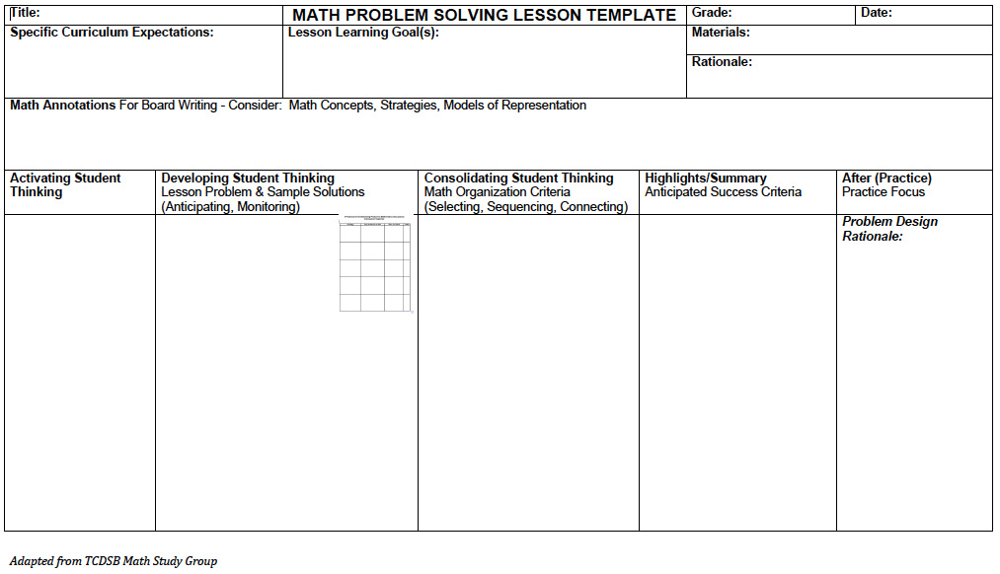 Title:
MATH PROBLEM SOLVING LESSON TEMPLATE
Grade:
Date:
Specific Curriculum Expectations:
Lesson Learning Goal(s):
Materials:
Rationale:
Math Annotations For Board Writing - Consider: Math Concepts, Strategies, Models of Representation
Activating Student
Thinking
Developing Student Thinking
Lesson Problem & Sample Solutions
(Anticipating, Monitoring)
Consolidating Student Thinking
Math Organization Criteria
(Selecting, Sequencing, Connecting)
Highlights/Summary
Anticipated Success Criteria
After (Practice)
Practice Focus
Problem Design
Rationale:
Adapted from TCDSB Math Study Group